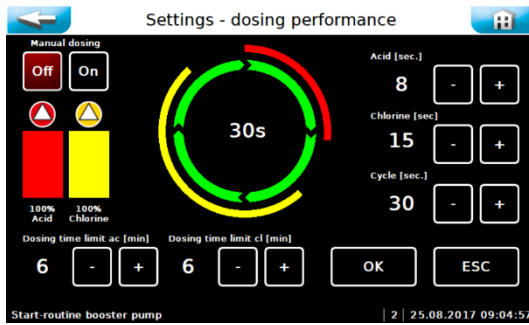 Settings - dosing performance
Manual dosing
Off
On
100%
Acid
100%
Chlorine
30s
Acid [sec.]
8
-
+
Chlorine [sec]
15
-
+
Cycle [sec.]
30
-
+
Dosing time limit ac [min]
6
-
+
Dosing time limit cl [min]
6
-
+
OK
ESC
Start-routine booster pump
2
25.08.2017 09:04:52